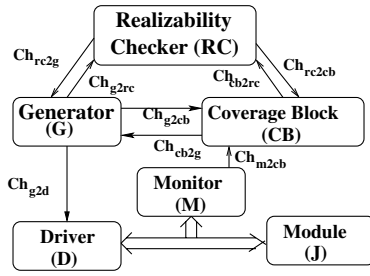 Realizability
Checker (RC)
Ch_rc2g
Ch_g2rc
Ch_cb2rc
Ch_rc2cb
Generator
(G)
Ch_g2cb
Ch_cb2g
Coverage Block
(CB)
Ch_m2cb
Ch_g2d
Monitor
(M)
Driver
(D)
Module
(J)